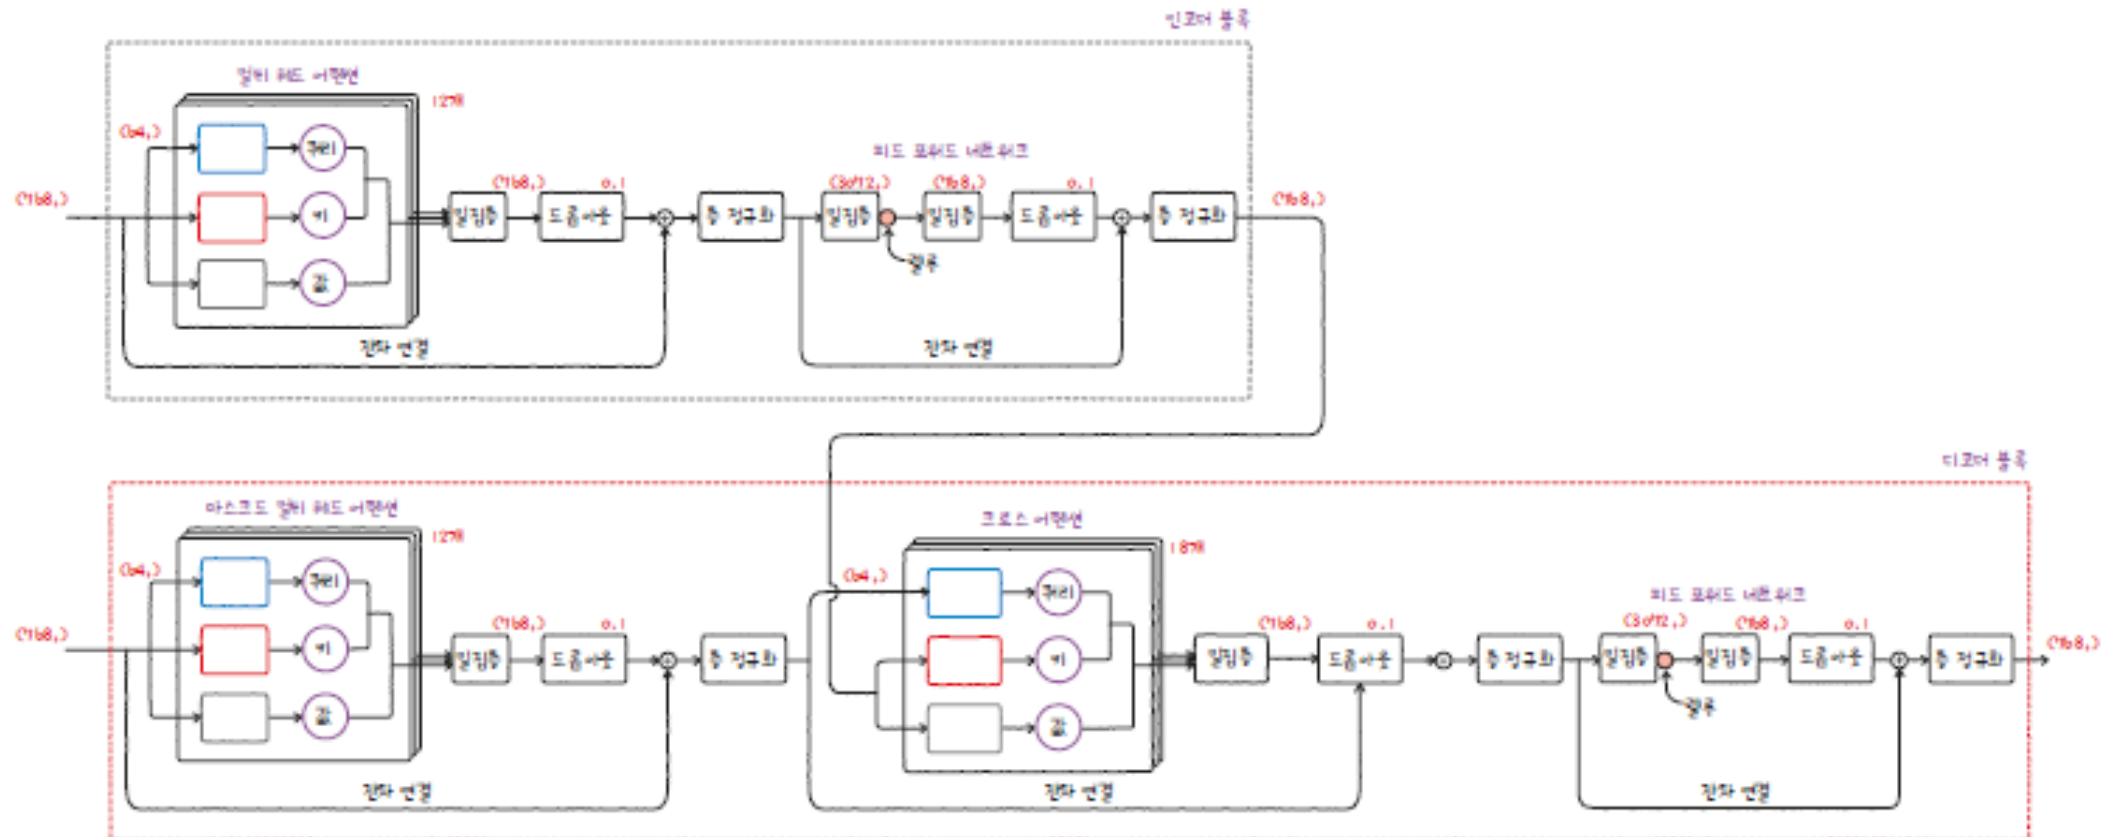 인코더 블록
멀티 헤드 어텐션
12개
(64,)
쿼리
피드 포워드 네트워크
(768,)
(768,)
0.1
(3072,)
(768,)
0.1
(768,)
키
밀집층
드롭아웃
+
층 정규화
밀집층
밀집층
드롭아웃
+
층 정규화
렐루
값
잔차 연결
잔차 연결
디코더 블록
마스크드 멀티 헤드 어텐션
크로스 어텐션
12개
18개
(64,)
쿼리
(64,)
쿼리
피드 포워드 네트워크
(768,)
(768,)
0.1
(768,)
0.1
(3072,)
(768,)
0.1
(768,)
키
밀집층
드롭아웃
+
층 정규화
키
밀집층
드롭아웃
층 정규화
밀집층
밀집층
드롭아웃
+
층 정규화
렐루
값
값
잔차 연결
잔차 연결
잔차 연결